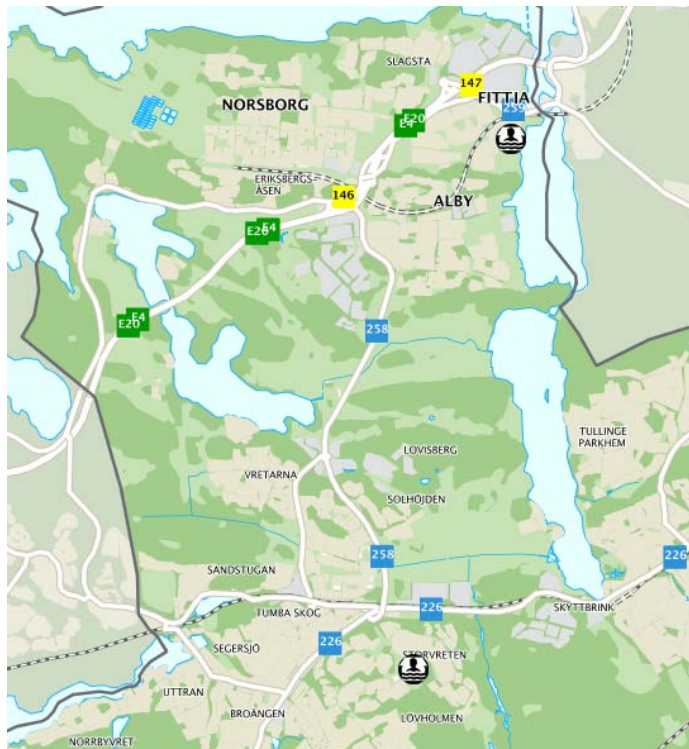 SLAGSTA
147
NORSBORG
FITTJA
E20
E4
259
ERIKSBERGS
ÅSEN
146
ALBY
E4
E20
E4
E20
258
TULLINGE
PARKHEM
LOVISBERG
VRETARNA
SOLHÖJDEN
258
226
SANDSTUGAN
TUMBA SKOG
226
SKYTTBRINK
226
SEGERSJÖ
STORVRETEN
UTTRAN
BROÄNGEN
LÖVHOLMEN
NORRBYVRET